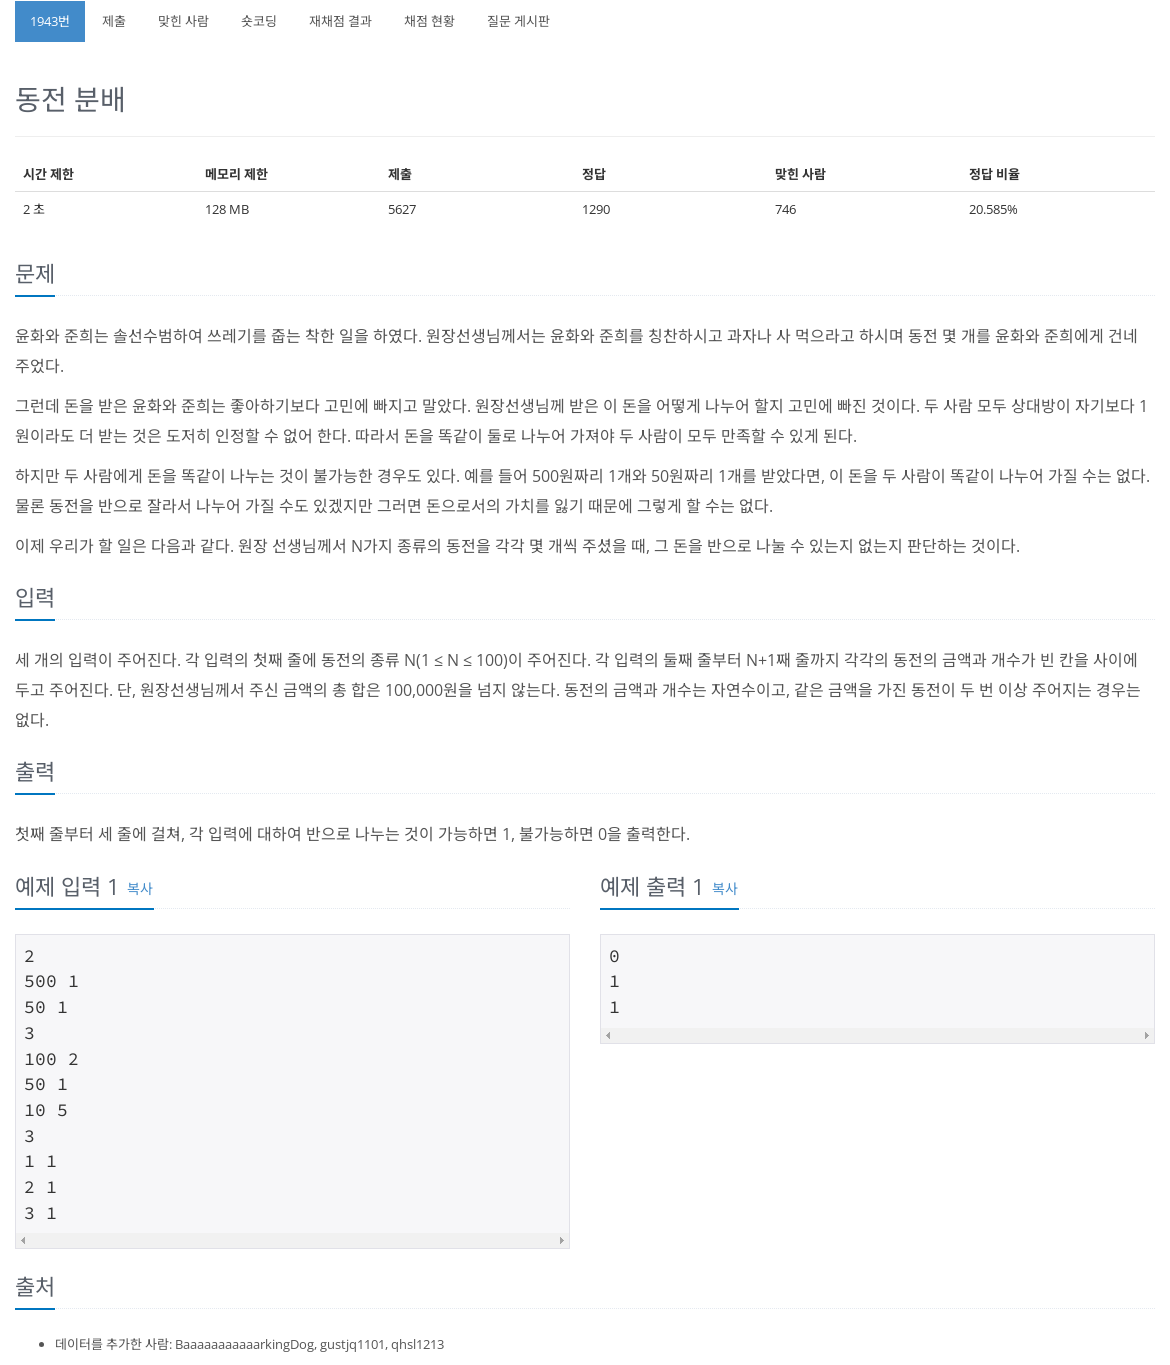 1943번 제출 맞힌 사람 숏코딩 재채점 결과 채점 현황 질문 게시판
동전 분배
시간 제한 메모리 제한 제출 정답 맞힌 사람 정답 비율
2 초 128 MB 5627 1290 746 20.585%
문제
윤화와 준희는 솔선수범하여 쓰레기를 줍는 착한 일을 하였다. 원장선생님께서는 윤화와 준희를 칭찬하시고 과자나 사 먹으라고 하시며 동전 몇 개를 윤화와 준희에게 건네
주었다.
그런데 돈을 받은 윤화와 준희는 좋아하기보다 고민에 빠지고 말았다. 원장선생님께 받은 이 돈을 어떻게 나누어 할지 고민에 빠진 것이다. 두 사람 모두 상대방이 자기보다 1
원이라도 더 받는 것은 도저히 인정할 수 없어 한다. 따라서 돈을 똑같이 둘로 나누어 가져야 두 사람이 모두 만족할 수 있게 된다.
하지만 두 사람에게 돈을 똑같이 나누는 것이 불가능한 경우도 있다. 예를 들어 500원짜리 1개와 50원짜리 1개를 받았다면, 이 돈을 두 사람이 똑같이 나누어 가질 수는 없다.
물론 동전을 반으로 잘라서 나누어 가질 수도 있겠지만 그러면 돈으로서의 가치를 잃기 때문에 그렇게 할 수는 없다.
이제 우리가 할 일은 다음과 같다. 원장 선생님께서 N가지 종류의 동전을 각각 몇 개씩 주셨을 때, 그 돈을 반으로 나눌 수 있는지 없는지 판단하는 것이다.
입력
세 개의 입력이 주어진다. 각 입력의 첫째 줄에 동전의 종류 N(1 ≤ N ≤ 100)이 주어진다. 각 입력의 둘째 줄부터 N+1째 줄까지 각각의 동전의 금액과 개수가 빈 칸을 사이에
두고 주어진다. 단, 원장선생님께서 주신 금액의 총 합은 100,000원을 넘지 않는다. 동전의 금액과 개수는 자연수이고, 같은 금액을 가진 동전이 두 번 이상 주어지는 경우는
없다.
출력
첫째 줄부터 세 줄에 걸쳐, 각 입력에 대하여 반으로 나누는 것이 가능하면 1, 불가능하면 0을 출력한다.
예제 입력 1 복사
2
500 1
50 1
3
100 2
50 1
10 5
3
1 1
2 1
3 1
예제 출력 1 복사
0
1
1
출처
데이터를 추가한 사람: BaaaaaaaaaaarkingDog, gustjq1101, qhsl1213